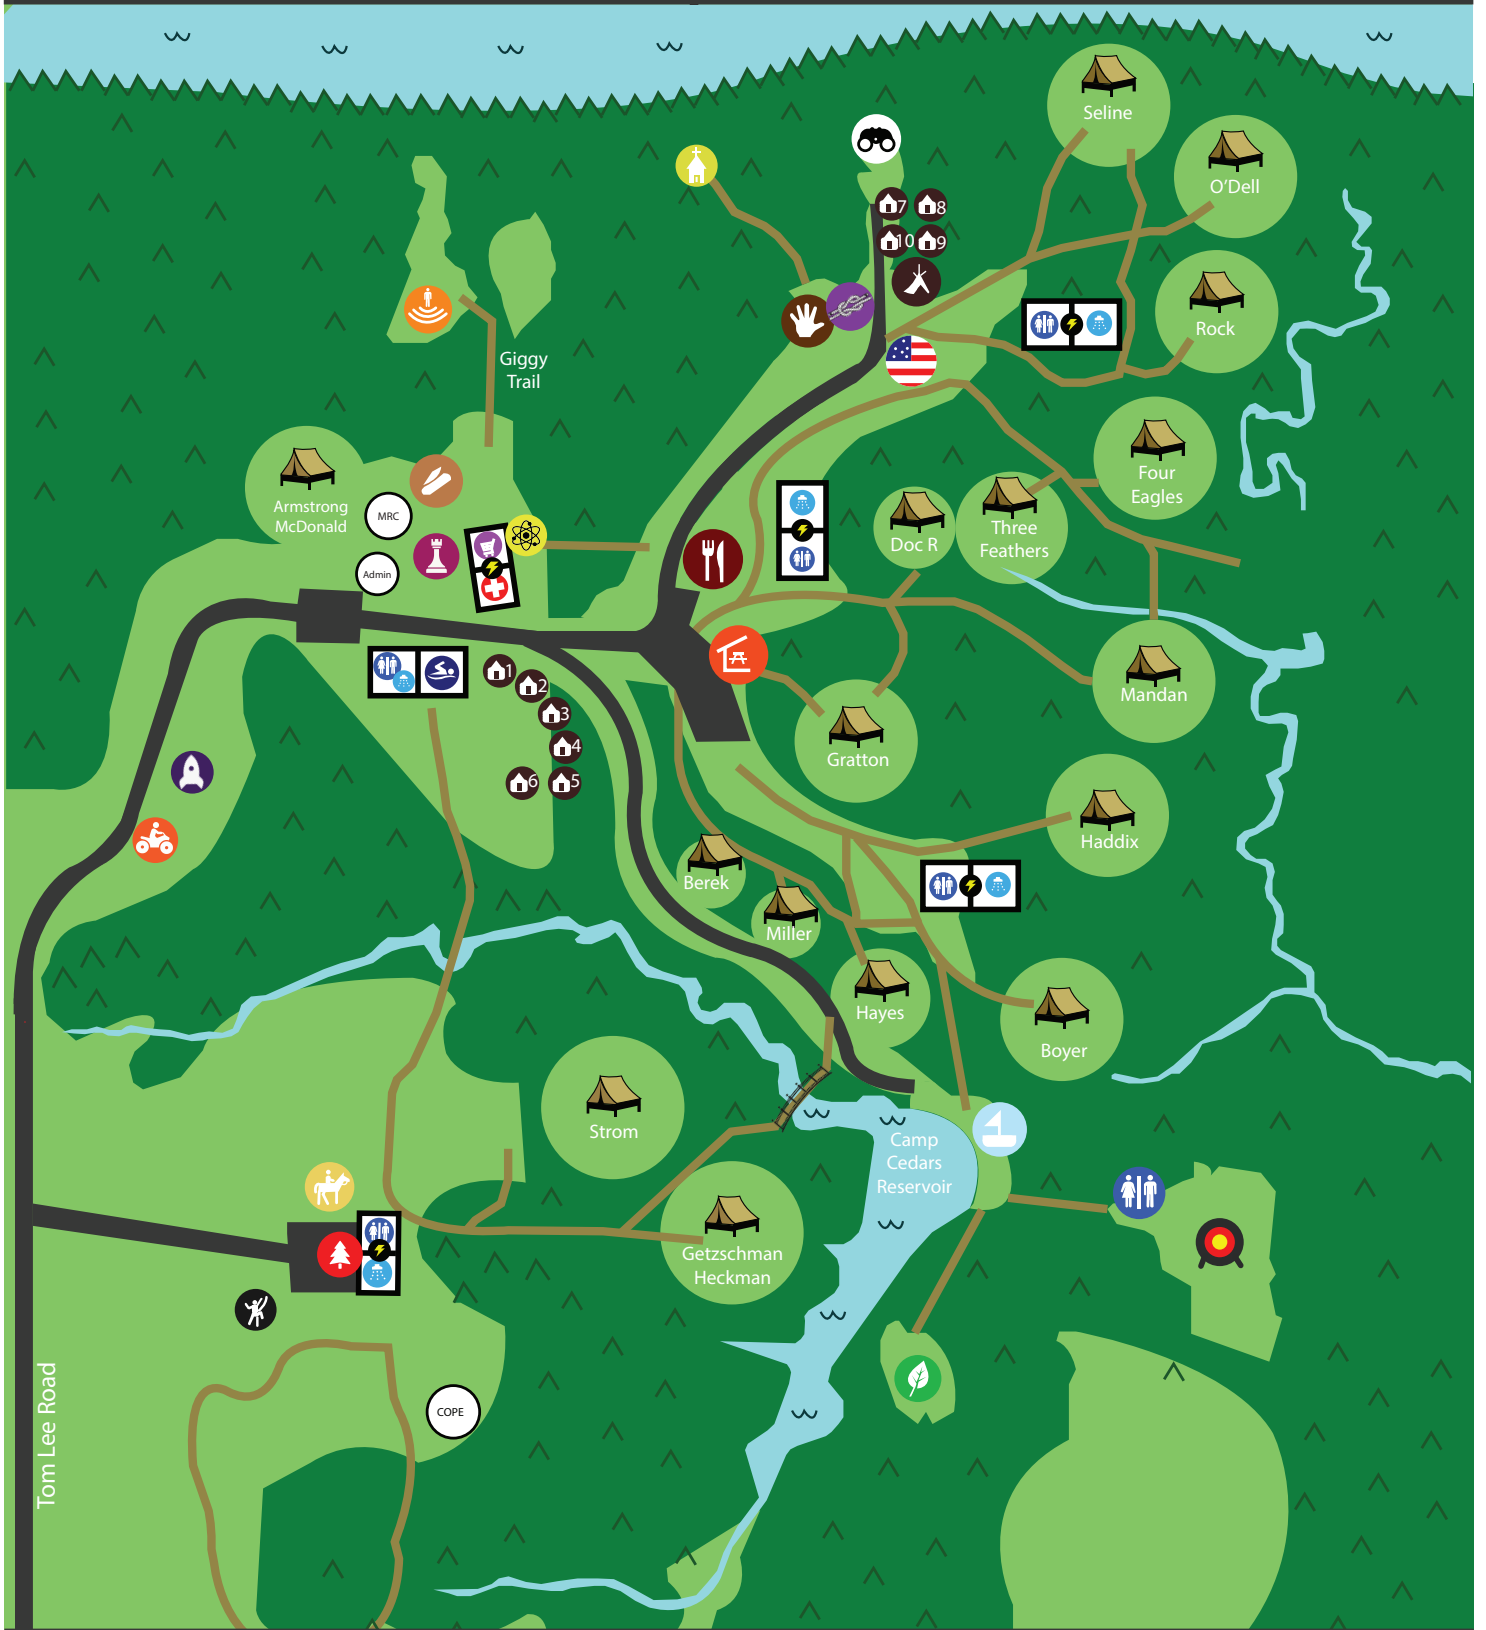 Seline
O'Dell
7
8
10
9
Rock
Giggy
Trail
Four
Eagles
Armstrong
McDonald
MRC
Admin
Doc R
Three
Feathers
Mandan
1
2
3
4
6
5
Gratton
Haddix
Berek
Miller
Hayes
Boyer
Strom
Camp
Cedars
Reservoir
Getzschman
Heckman
COPE
Tom Lee Road